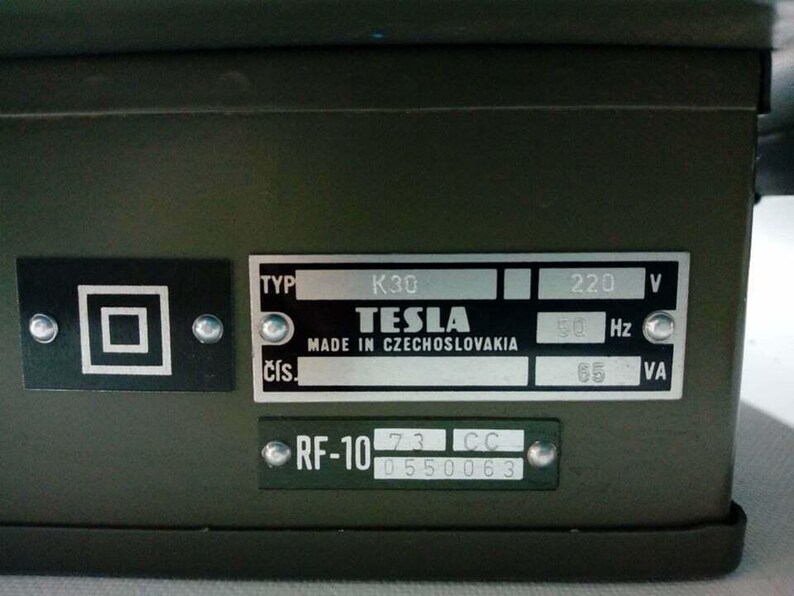 TYP K30 220 V
TESLA
50 Hz
MADE IN CZECHOSLOVAKIA
ČÍS. 65 VA
RF-10 73 CC
0550063